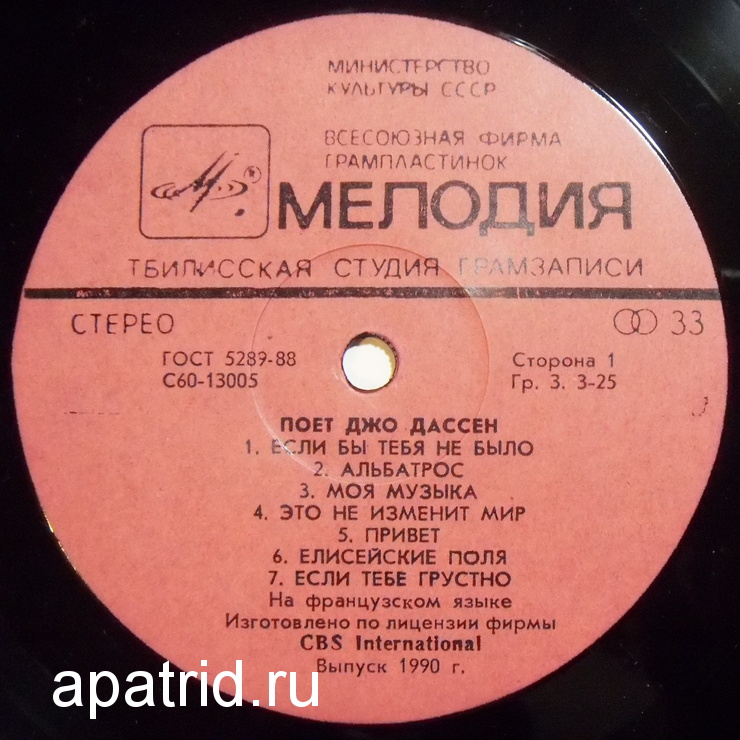 МИНИСТЕРСТВО
КУЛЬТУРЫ СССР
ВСЕСОЮЗНАЯ ФИРМА
ГРАМПЛАСТИНОК
МЕЛОДИЯ
ТБИЛИССКАЯ СТУДИЯ ГРАМЗАПИСИ
СТЕРЕО
33
ГОСТ 5289-88
С60-13005
Сторона 1
Гр. 3. 3-25
ПОЕТ ДЖО ДАССЕН
1. ЕСЛИ БЫ ТЕБЯ НЕ БЫЛО
2. АЛЬБАТРОС
3. МОЯ МУЗЫКА
4. ЭТО НЕ ИЗМЕНИТ МИР
5. ПРИВЕТ
6. ЕЛИСЕЙСКИЕ ПОЛЯ
7. ЕСЛИ ТЕБЕ ГРУСТНО
На французском языке
Изготовлено по лицензии фирмы
CBS International
Выпуск 1990 г.
apatrid.ru